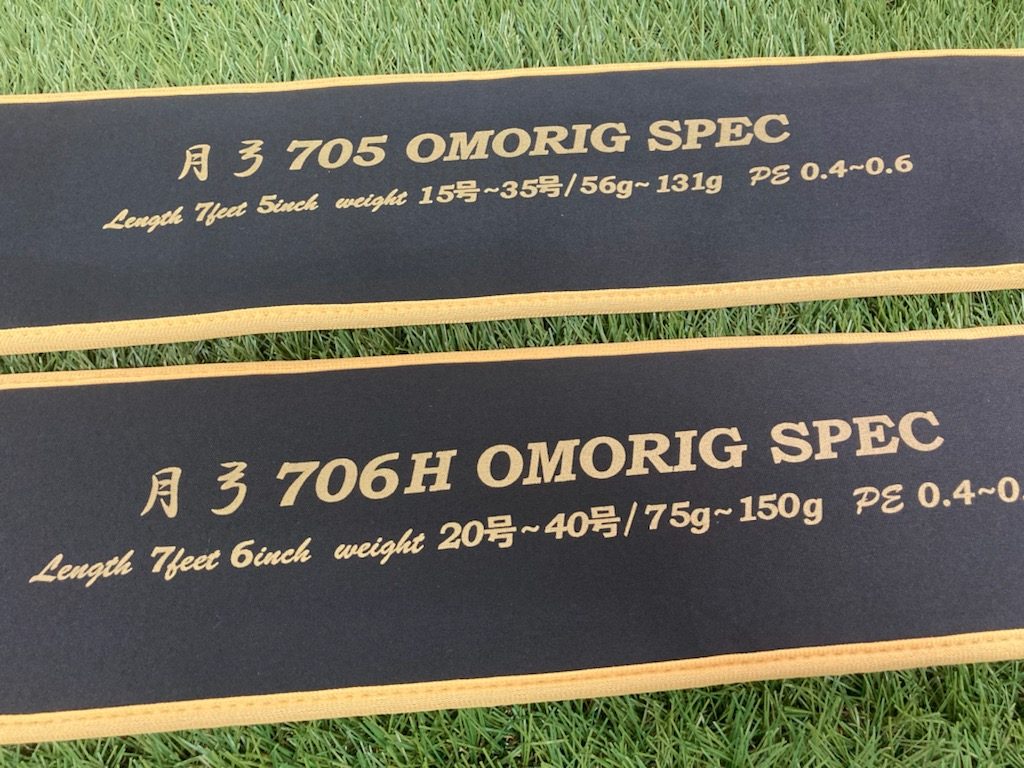 月弓 705 OMORIG SPEC
Length 7feet 5inch weight 15号~35号/56g~131g PE 0.4~0.6
月弓 706H OMORIG SPEC
Length 7feet 6inch weight 20号~40号/75g~150g PE 0.4~0.